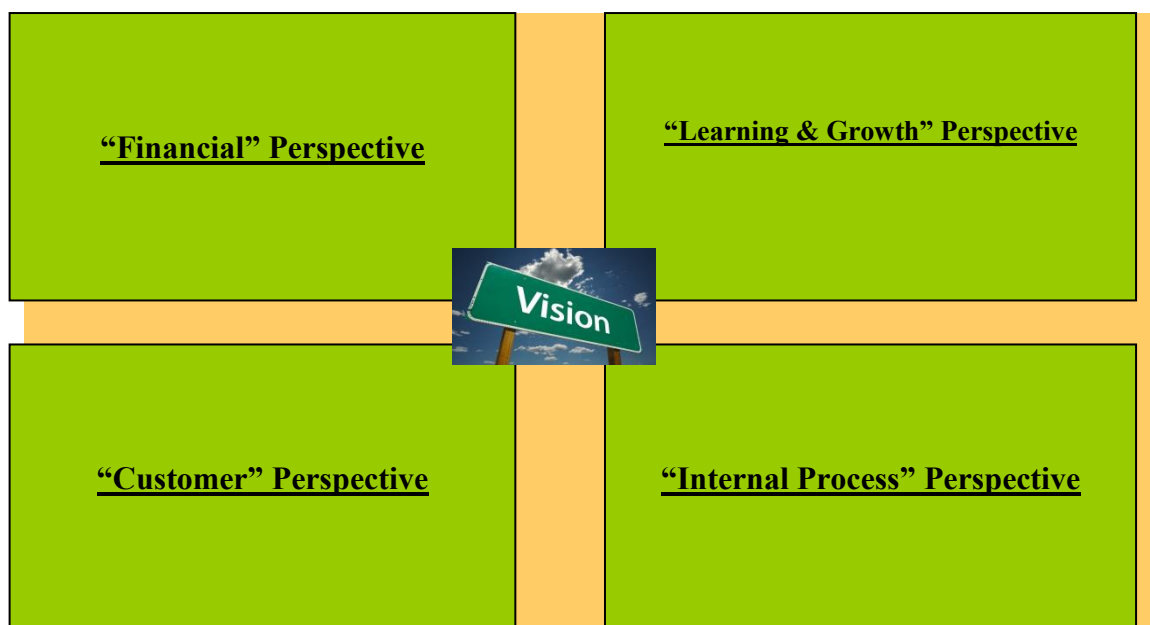 “Financial” Perspective
“Learning & Growth” Perspective
Vision
“Customer” Perspective
“Internal Process” Perspective